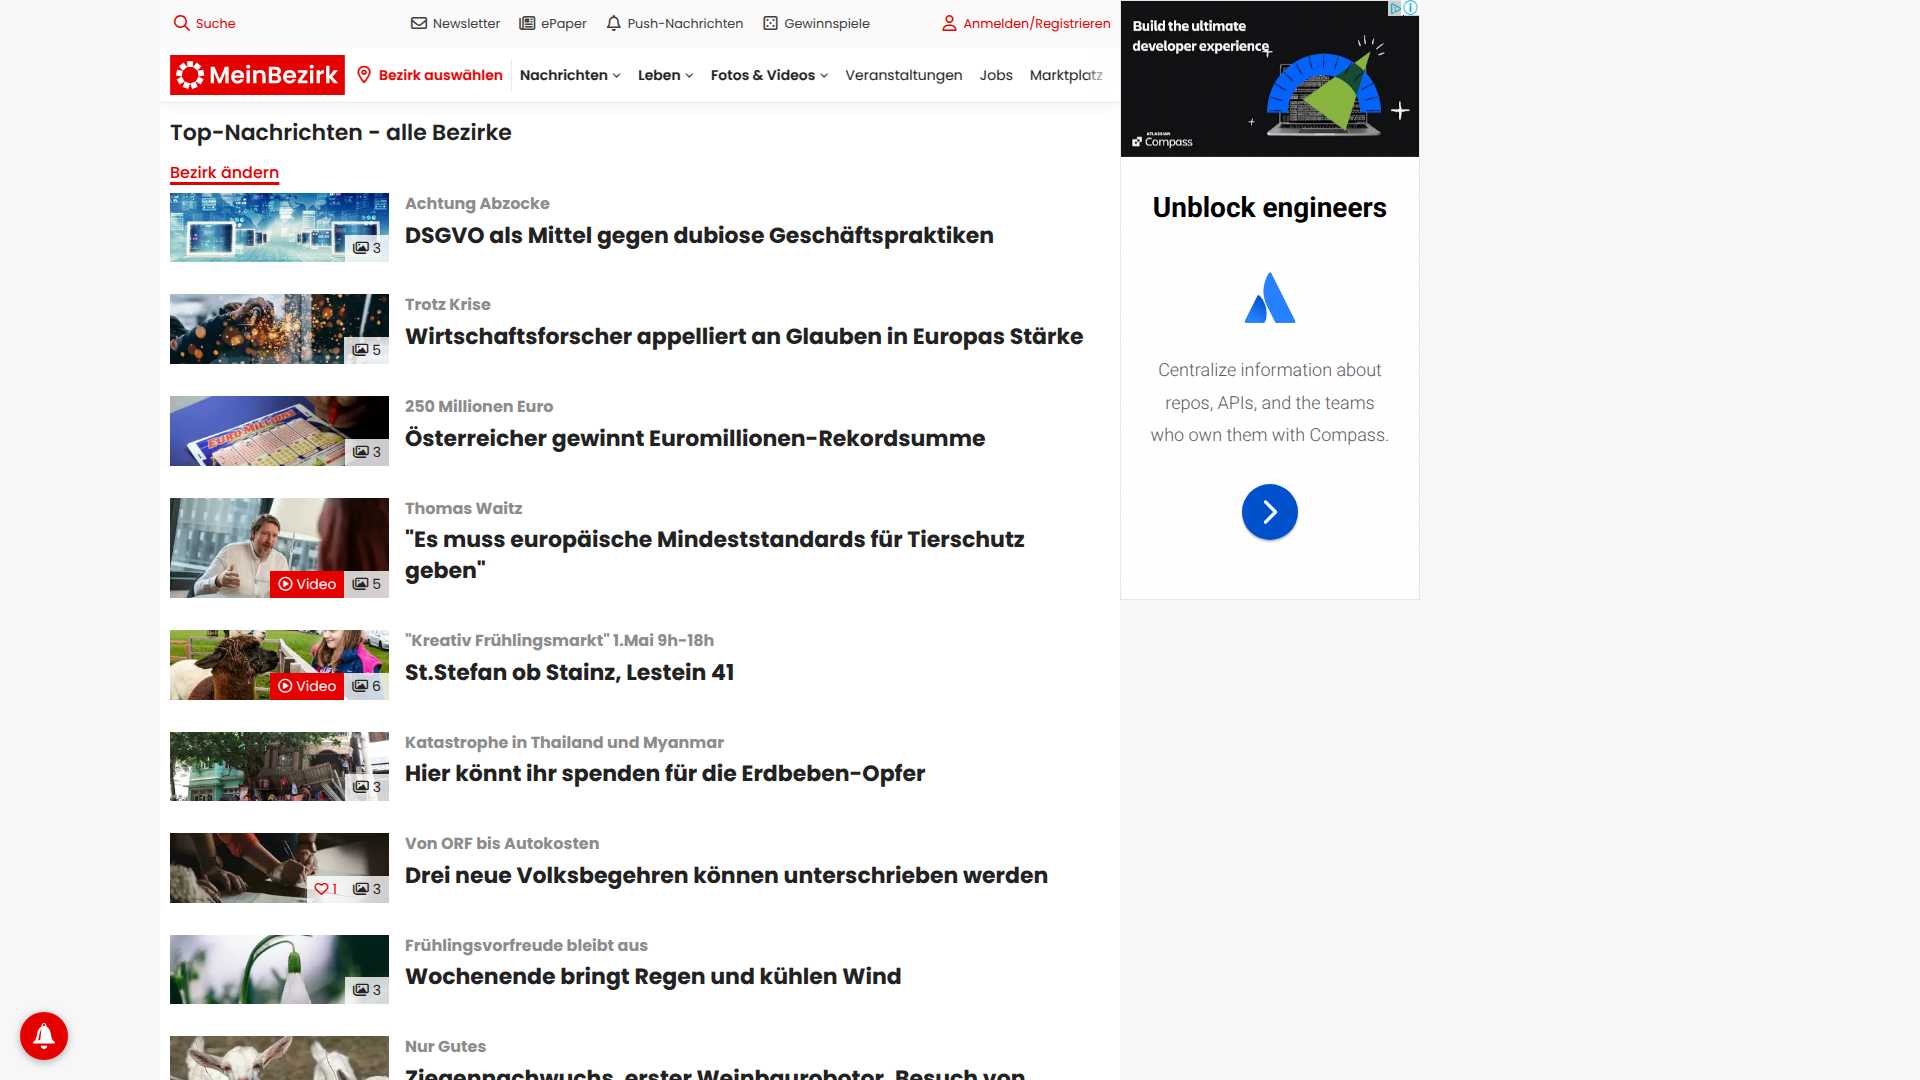 Suche
Newsletter
ePaper
Push-Nachrichten
Gewinnspiele
Anmelden/Registrieren
MeinBezirk
Bezirk auswählen
Nachrichten
Leben
Fotos & Videos
Veranstaltungen
Jobs
Marktplatz
Top-Nachrichten - alle Bezirke
Bezirk ändern
3
Achtung Abzocke
DSGVO als Mittel gegen dubiose Geschäftspraktiken
5
Trotz Krise
Wirtschaftsforscher appelliert an Glauben in Europas Stärke
EURO MILLIONS
3
250 Millionen Euro
Österreicher gewinnt Euromillionen-Rekordsumme
Video
5
Thomas Waitz
"Es muss europäische Mindeststandards für Tierschutz
geben"
Video
6
"Kreativ Frühlingsmarkt" 1.Mai 9h-18h
St.Stefan ob Stainz, Lestein 41
3
Katastrophe in Thailand und Myanmar
Hier könnt ihr spenden für die Erdbeben-Opfer
1
3
Von ORF bis Autokosten
Drei neue Volksbegehren können unterschrieben werden
3
Frühlingsvorfreude bleibt aus
Wochenende bringt Regen und kühlen Wind
Nur Gutes
Ziegennachwuchs, erster Weinbauroboter, Besuch von
Build the ultimate
developer experience
ATLASSIAN
Compass
Unblock engineers
Centralize information about
repos, APIs, and the teams
who own them with Compass.